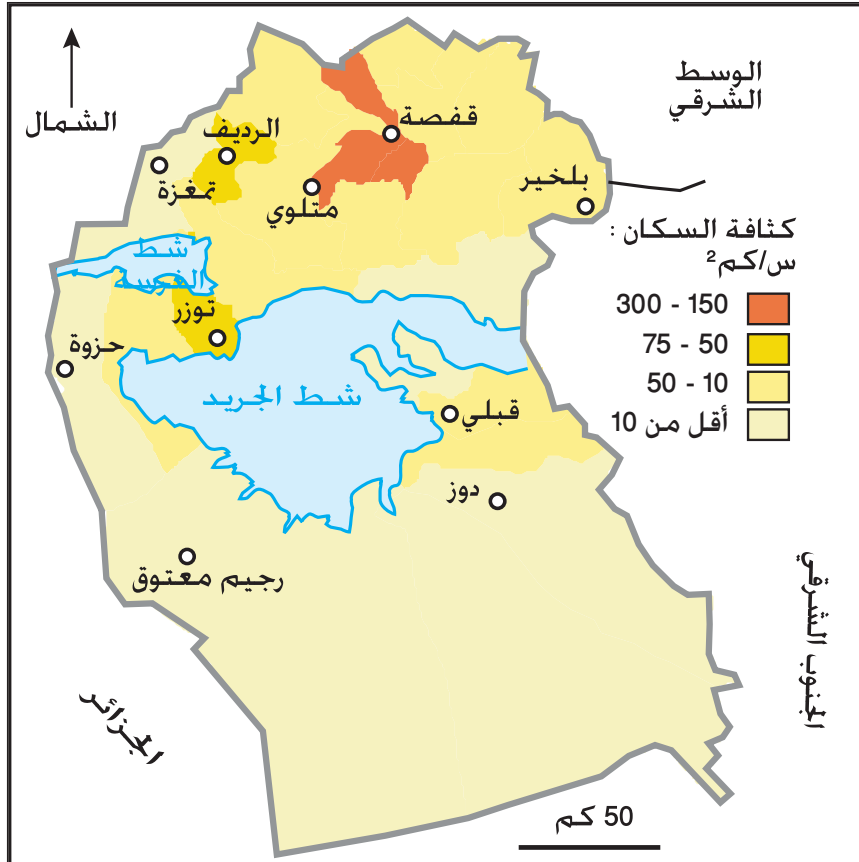 الوسط
الشرقي
الشمال
قفصة
الرديف
تمغزة
متلوي
بلخير
كثافة السكان :
س/كم²
300 - 150
75 - 50
50 - 10
أقل من 10
شط
الغرسة
توزر
حزوة
شط الجريد
قبلي
دوز
رجيم معتوق
الجنوب الشرقي
الجزائر
50 كم